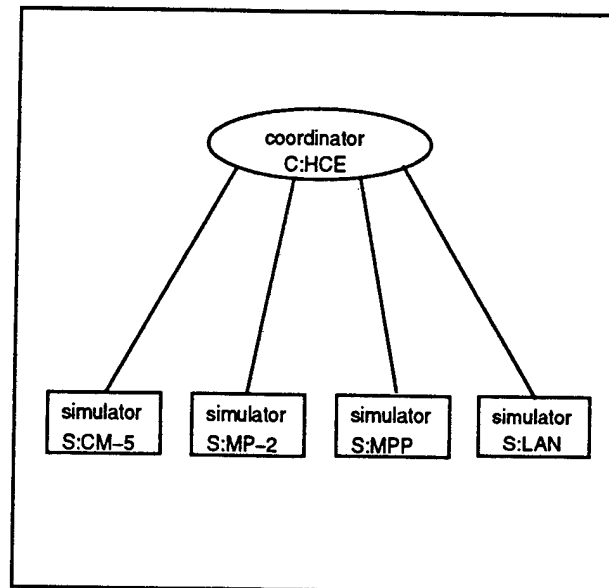 coordinator
C:HCE
simulator
S:CM–5
simulator
S:MP–2
simulator
S:MPP
simulator
S:LAN